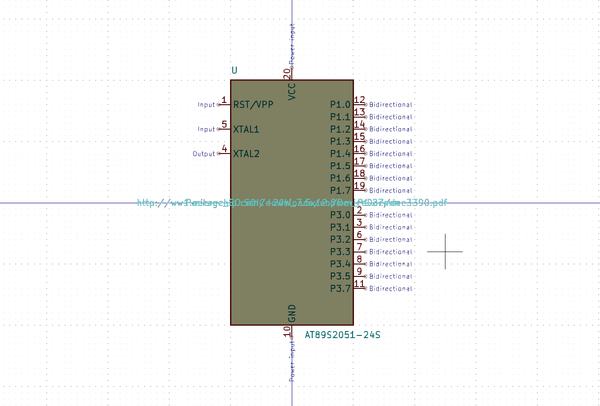 Power input
20
U
VCC
Input 1 RST/VPP P1.0 12 Bidirectional
P1.1 13 Bidirectional
Input 5 XTAL1 P1.2 14 Bidirectional
P1.3 15 Bidirectional
Output 4 XTAL2 P1.4 16 Bidirectional
P1.5 17 Bidirectional
P1.6 18 Bidirectional
P1.7 19 Bidirectional
P3.0 2 Bidirectional
P3.1 3 Bidirectional
P3.2 6 Bidirectional
P3.3 7 Bidirectional
P3.4 8 Bidirectional
P3.5 9 Bidirectional
P3.7 11 Bidirectional
GND
10
AT89S2051-24S
Power input